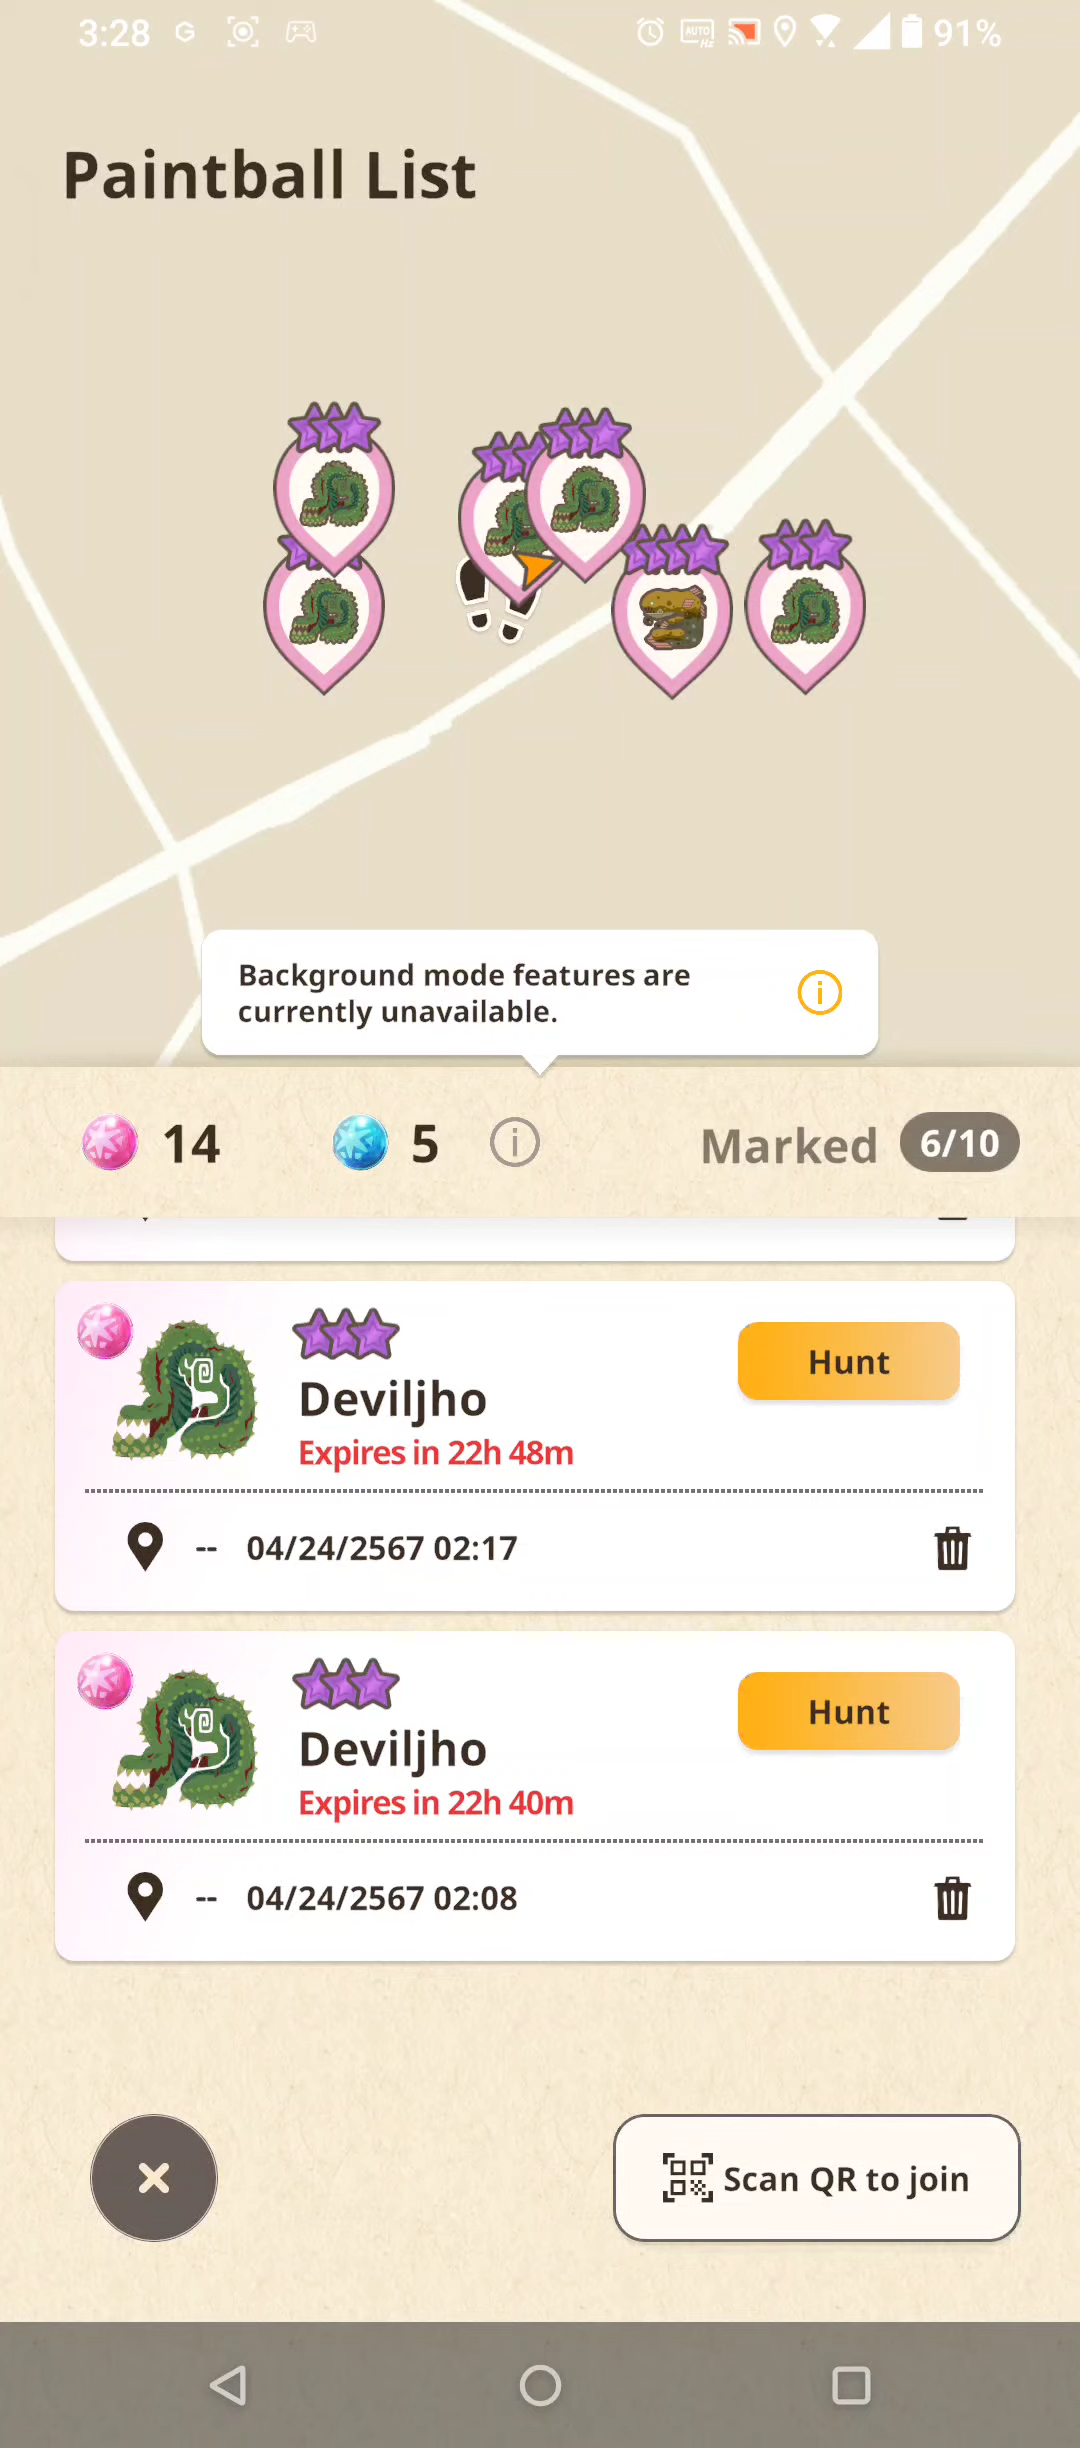 3:28
91%
Paintball List
Background mode features are
currently unavailable.
14
5
Marked
6/10
Deviljho
Hunt
Expires in 22h 48m
-- 04/24/2567 02:17
Deviljho
Hunt
Expires in 22h 40m
-- 04/24/2567 02:08
Scan QR to join